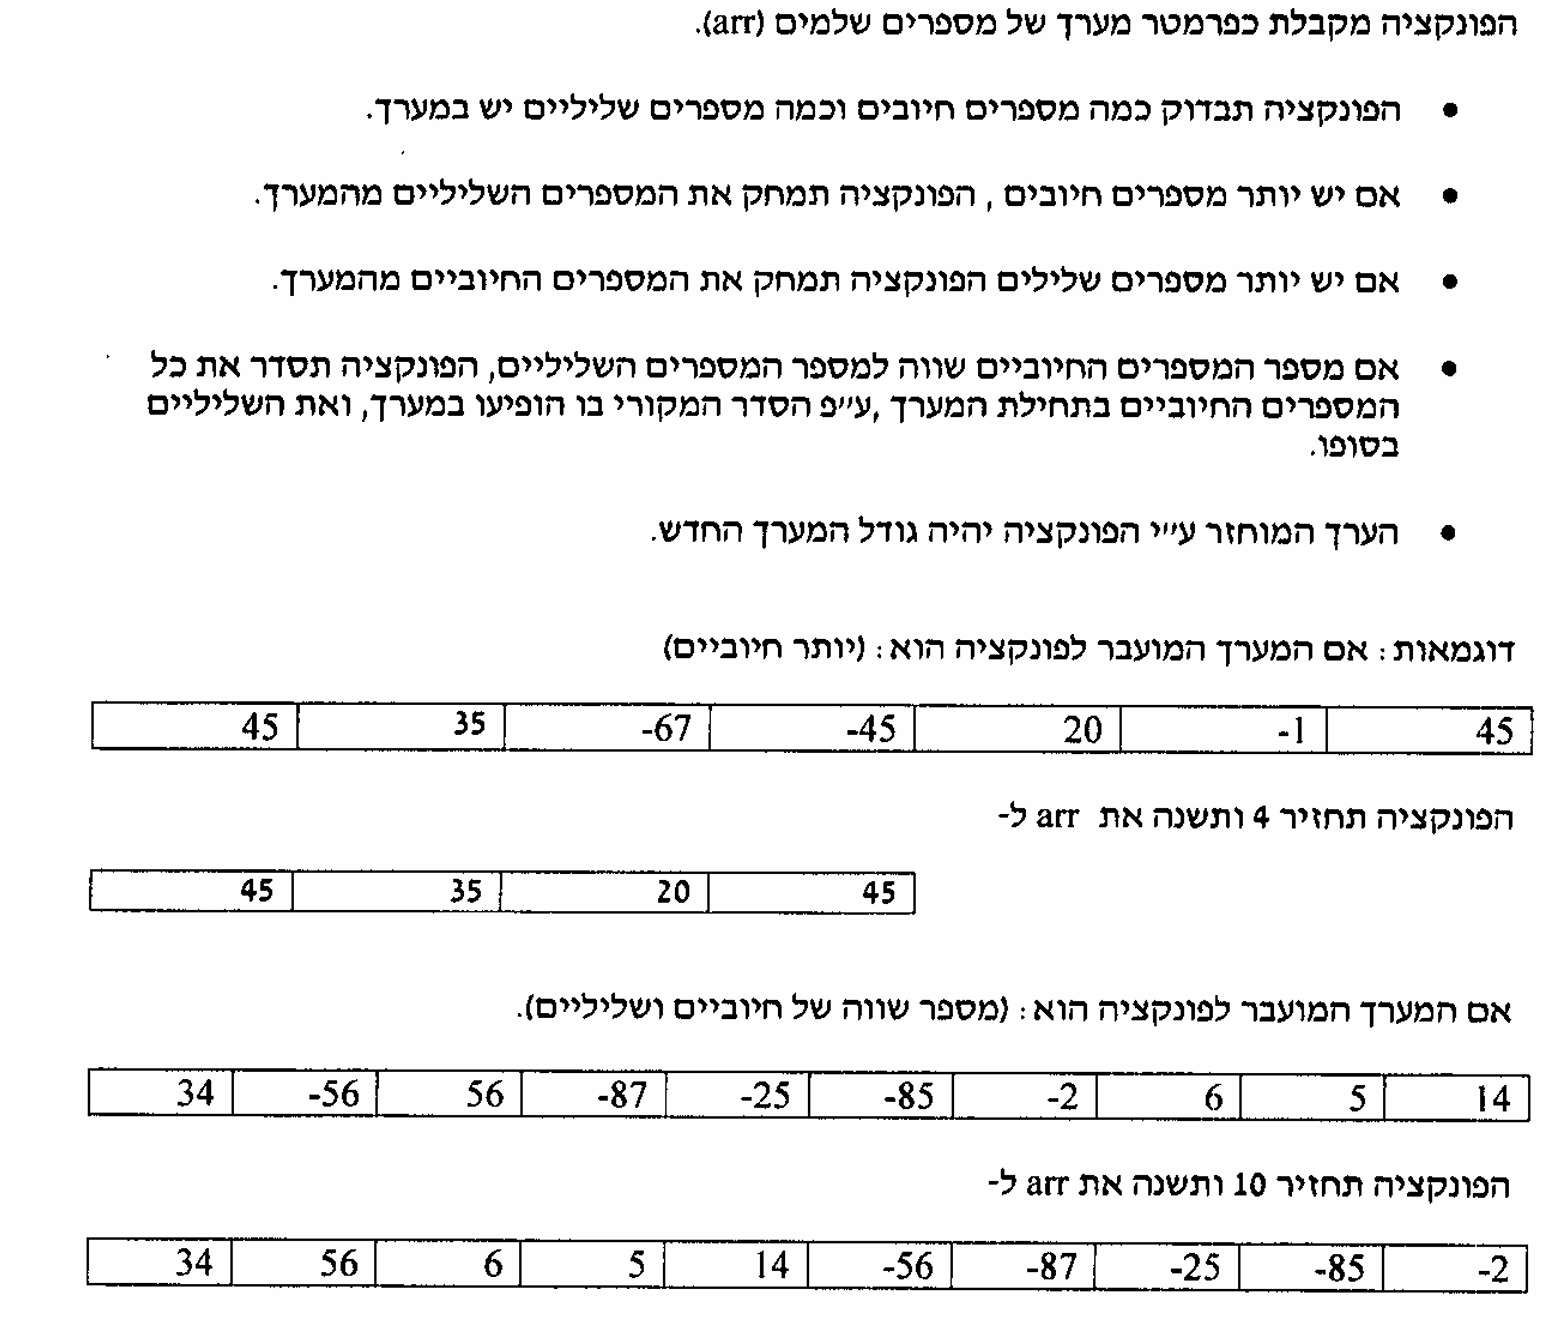 הפונקציה מקבלת כפרמטר מערך של מספרים שלמים (arr).
• הפונקציה תבדוק כמה מספרים חיובים וכמה מספרים שליליים יש במערך.
• אם יש יותר מספרים חיובים , הפונקציה תמחק את המספרים השליליים מהמערך.
• אם יש יותר מספרים שלילים הפונקציה תמחק את המספרים החיוביים מהמערך.
• אם מספר המספרים החיוביים שווה למספר המספרים השליליים, הפונקציה תסדר את כל
המספרים החיוביים בתחילת המערך ,ע״פ הסדר המקורי בו הופיעו במערך, ואת השליליים
בסופו.
• הערך המוחזר ע״י הפונקציה יהיה גודל המערך החדש.
דוגמאות : אם המערך המועבר לפונקציה הוא : (יותר חיוביים)
45 35 -67 -45 20 -1 45
הפונקציה תחזיר 4 ותשנה את arr ל-
45 35 20 45
אם המערך המועבר לפונקציה הוא : (מספר שווה של חיוביים ושליליים).
34 -56 56 -87 -25 -85 -2 6 5 14
הפונקציה תחזיר 10 ותשנה את arr ל-
34 56 6 5 14 -56 -87 -25 -85 -2